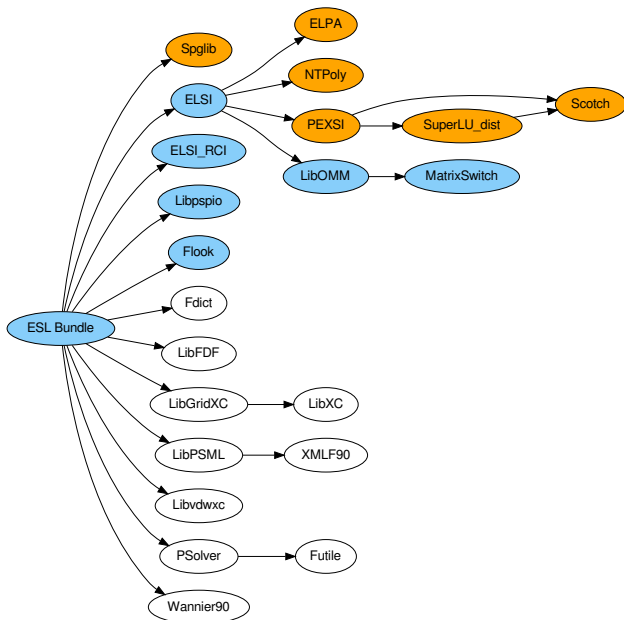 ELPA
Spglib
NTPoly
ELSI
Scotch
PEXSI
SuperLU_dist
ELSI_RCI
LibOMM
MatrixSwitch
Libpspio
Flook
Fdict
ESL Bundle
LibFDF
LibGridXC
LibXC
LibPSML
XMLF90
Libvdwxc
PSolver
Futile
Wannier90